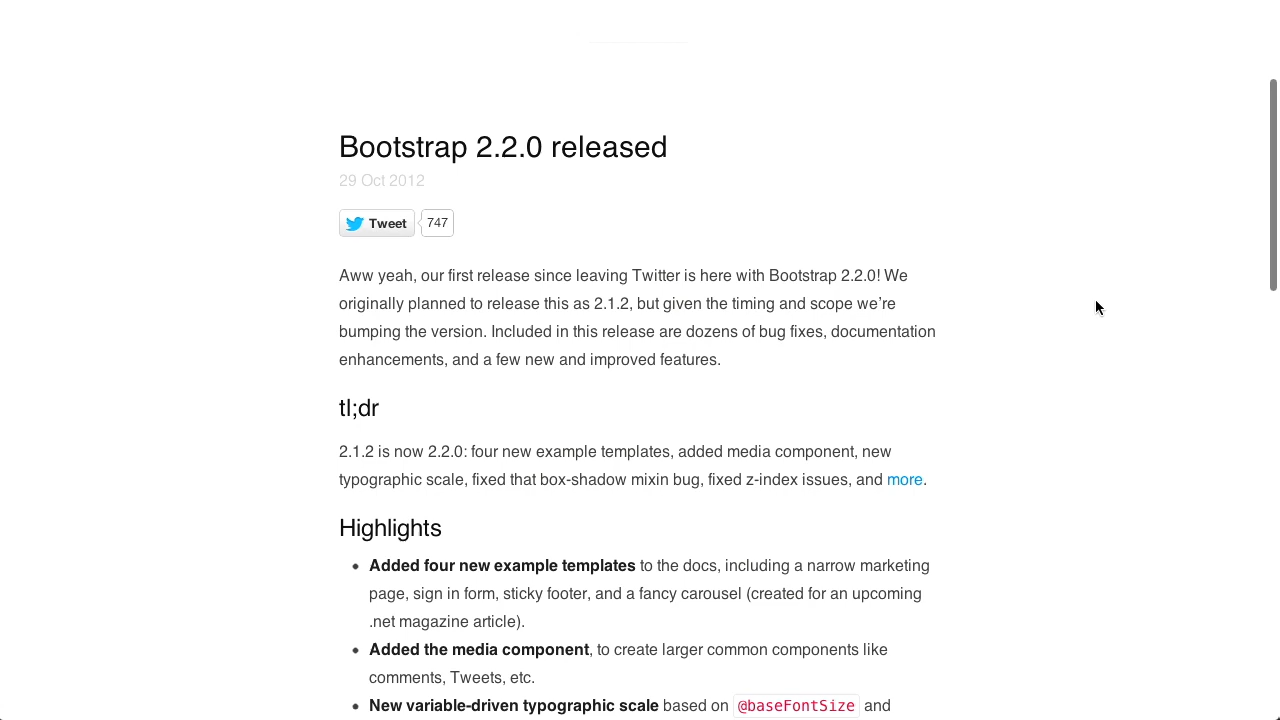 Bootstrap 2.2.0 released
29 Oct 2012
Tweet 747
Aww yeah, our first release since leaving Twitter is here with Bootstrap 2.2.0! We
originally planned to release this as 2.1.2, but given the timing and scope we’re
bumping the version. Included in this release are dozens of bug fixes, documentation
enhancements, and a few new and improved features.
tl;dr
2.1.2 is now 2.2.0: four new example templates, added media component, new
typographic scale, fixed that box-shadow mixin bug, fixed z-index issues, and more.
Highlights
• Added four new example templates to the docs, including a narrow marketing
page, sign in form, sticky footer, and a fancy carousel (created for an upcoming
.net magazine article).
• Added the media component, to create larger common components like
comments, Tweets, etc.
• New variable-driven typographic scale based on @baseFontSize and